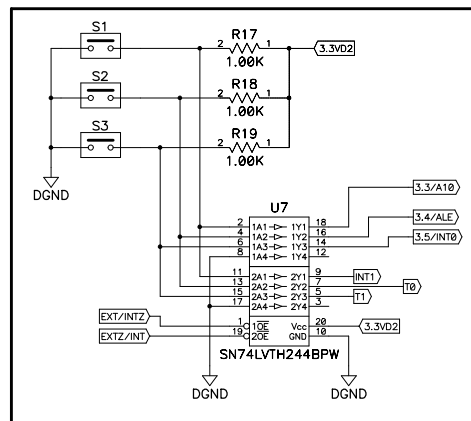 S1
R17
2 1
1.00K
3.3VD2
S2
R18
2 1
1.00K
S3
R19
2 1
1.00K
DGND
U7
2 1A1 1Y1 18 3.3/A10
4 1A2 1Y2 16 3.4/ALE
6 1A3 1Y3 14 3.5/INT0
8 1A4 1Y4 12
11 2A1 2Y1 9 INT1
13 2A2 2Y2 7 T0
15 2A3 2Y3 5 T1
17 2A4 2Y4 3
EXT/INTZ 1 1OE Vcc 20 3.3VD2
EXTZ/INT 19 2OE GND 10
SN74LVTH244BPW
DGND DGND